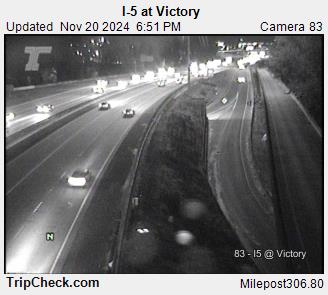 I-5 at Victory
Updated Nov 20 2024 6:51 PM Camera 83
T
N
83 - I5 @ Victory
TripCheck.com Milepost306.80